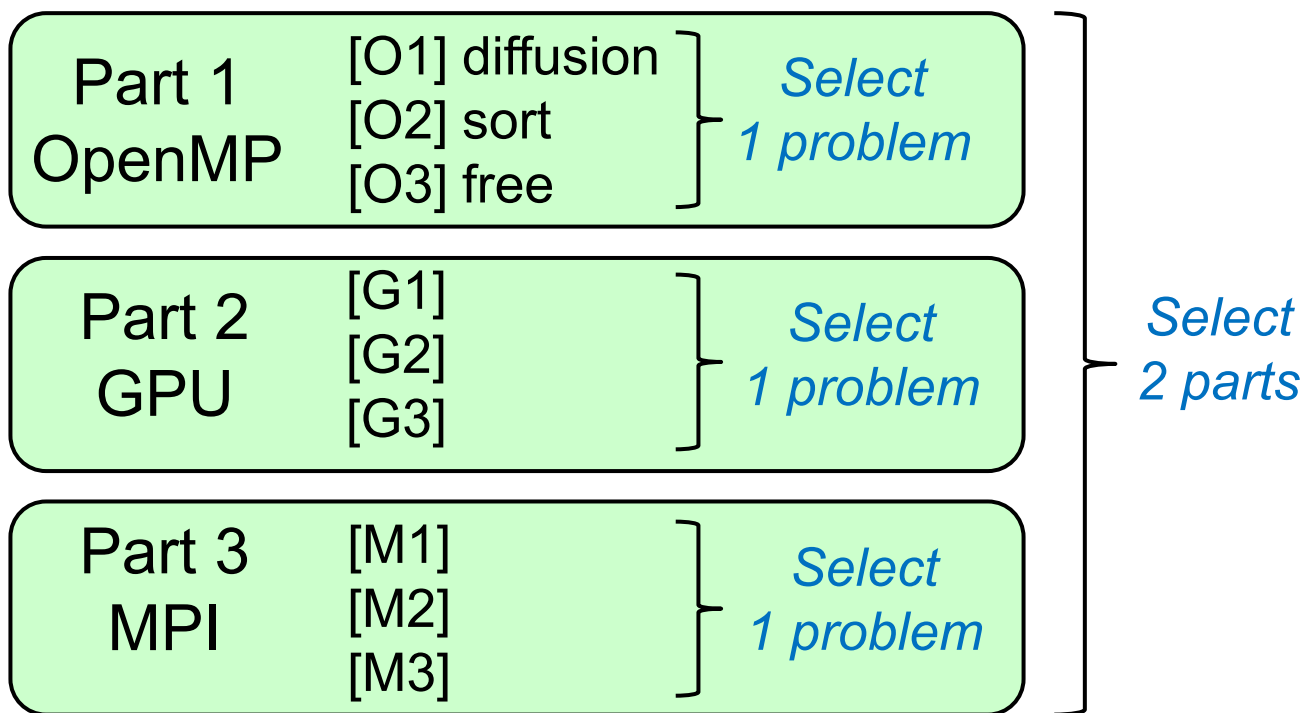 Part 1
OpenMP
[O1] diffusion
[O2] sort
[O3] free
Select
1 problem
Part 2
GPU
[G1]
[G2]
[G3]
Select
1 problem
Part 3
MPI
[M1]
[M2]
[M3]
Select
1 problem
Select
2 parts